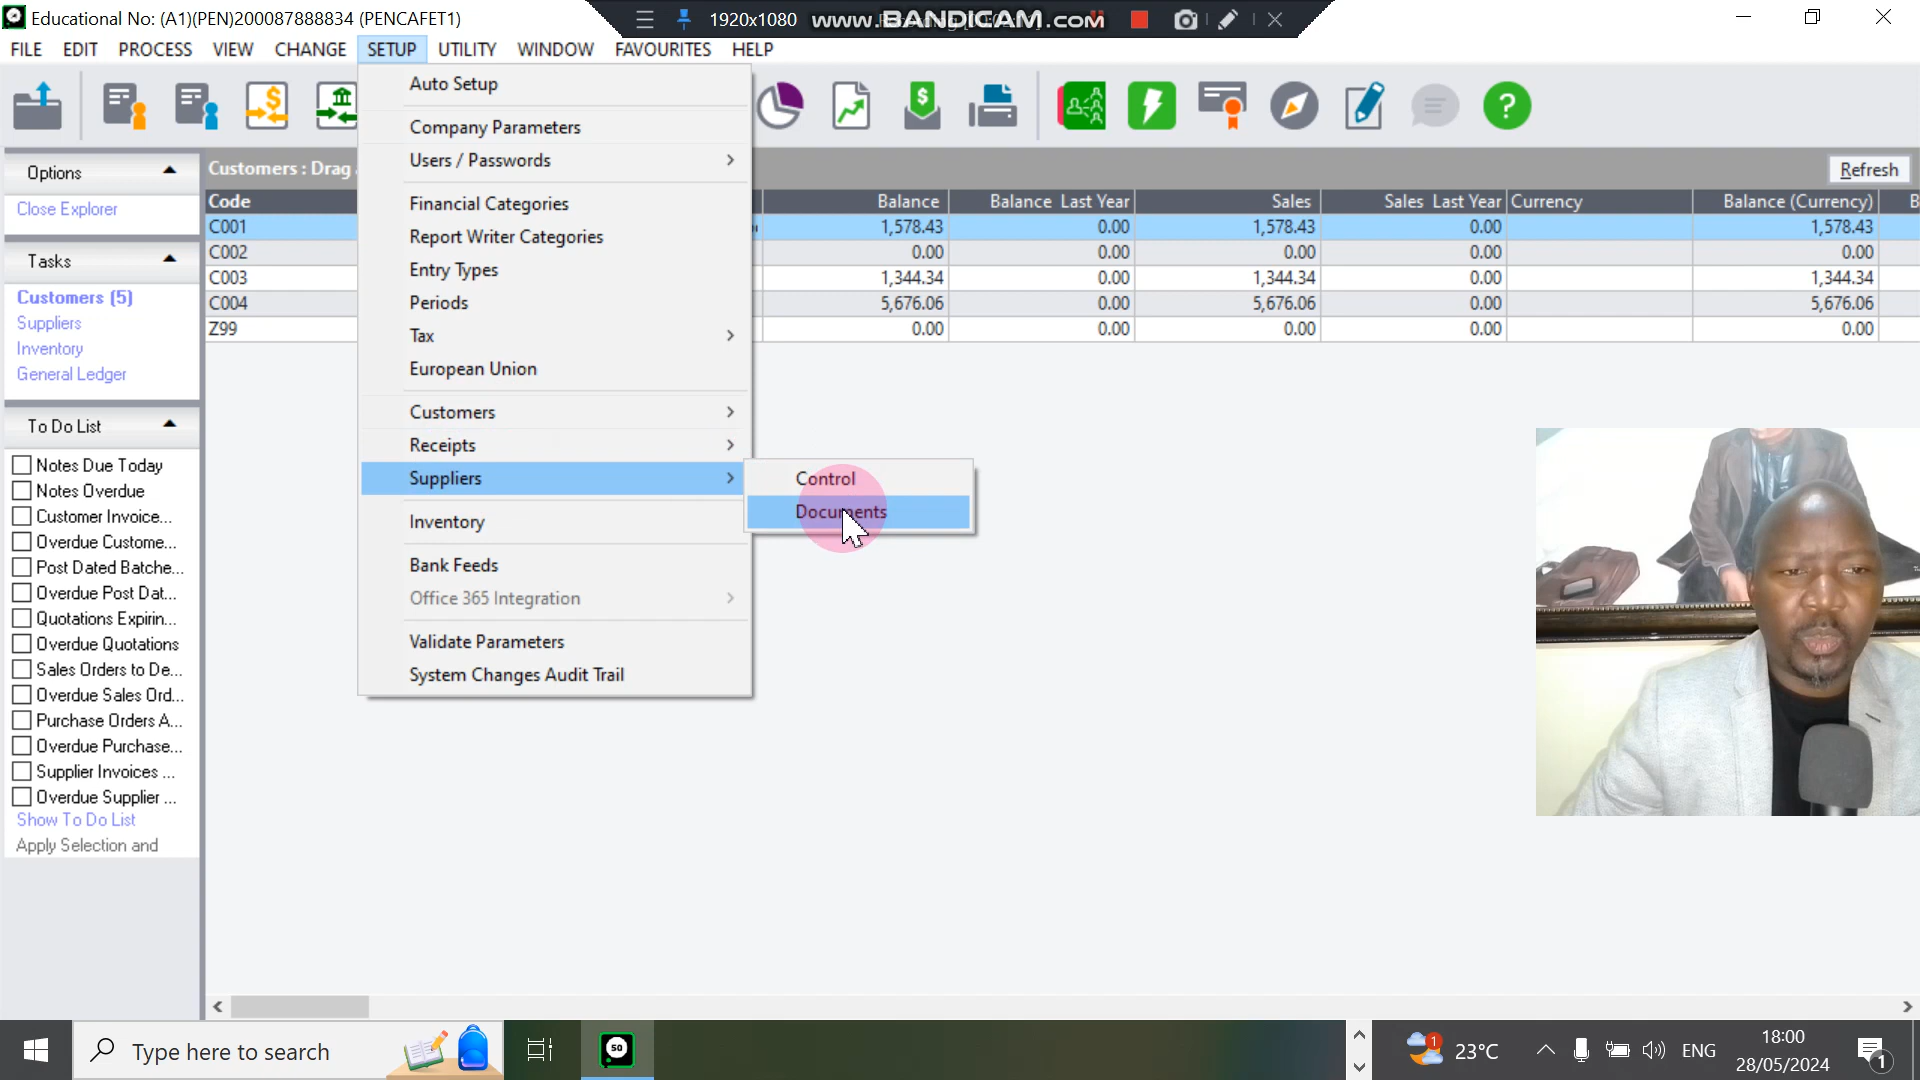 Educational No: (A1)(PEN)200087888834 (PENCAFET1)
1920x1080
www.BANDICAM.com
FILE EDIT PROCESS VIEW CHANGE SETUP UTILITY WINDOW FAVOURITES HELP
Options
Close Explorer
Tasks
Customers (5)
Suppliers
Inventory
General Ledger
To Do List
Notes Due Today
Notes Overdue
Customer Invoice...
Overdue Custome...
Post Dated Batche...
Overdue Post Dat...
Quotations Expirin...
Overdue Quotations
Sales Orders to De...
Overdue Sales Ord...
Purchase Orders A...
Overdue Purchase...
Supplier Invoices ...
Overdue Supplier ...
Show To Do List
Apply Selection and
Auto Setup
Company Parameters
Users / Passwords
Financial Categories
Report Writer Categories
Entry Types
Periods
Tax
European Union
Customers
Receipts
Suppliers
Inventory
Bank Feeds
Office 365 Integration
Validate Parameters
System Changes Audit Trail
Control
Documents
Customers : Drag
Refresh
Code Balance Balance Last Year Sales Sales Last Year Currency Balance (Currency) B
C001 1,578.43 0.00 1,578.43 0.00 1,578.43
C002 0.00 0.00 0.00 0.00 0.00
C003 1,344.34 0.00 1,344.34 0.00 1,344.34
C004 5,676.06 0.00 5,676.06 0.00 5,676.06
Z99 0.00 0.00 0.00 0.00 0.00
Type here to search
50
1
23°C
ENG
18:00
28/05/2024
1